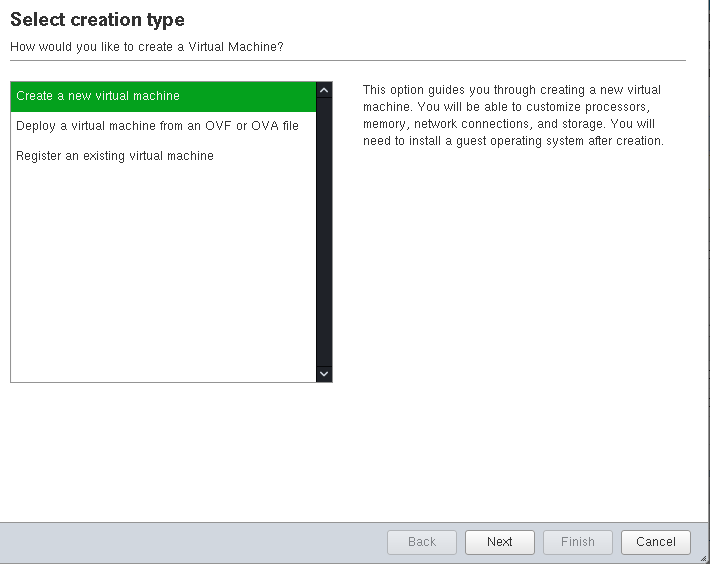 Select creation type
How would you like to create a Virtual Machine?
Create a new virtual machine
Deploy a virtual machine from an OVF or OVA file
Register an existing virtual machine
This option guides you through creating a new virtual
machine. You will be able to customize processors,
memory, network connections, and storage. You will
need to install a guest operating system after creation.
Back
Next
Finish
Cancel